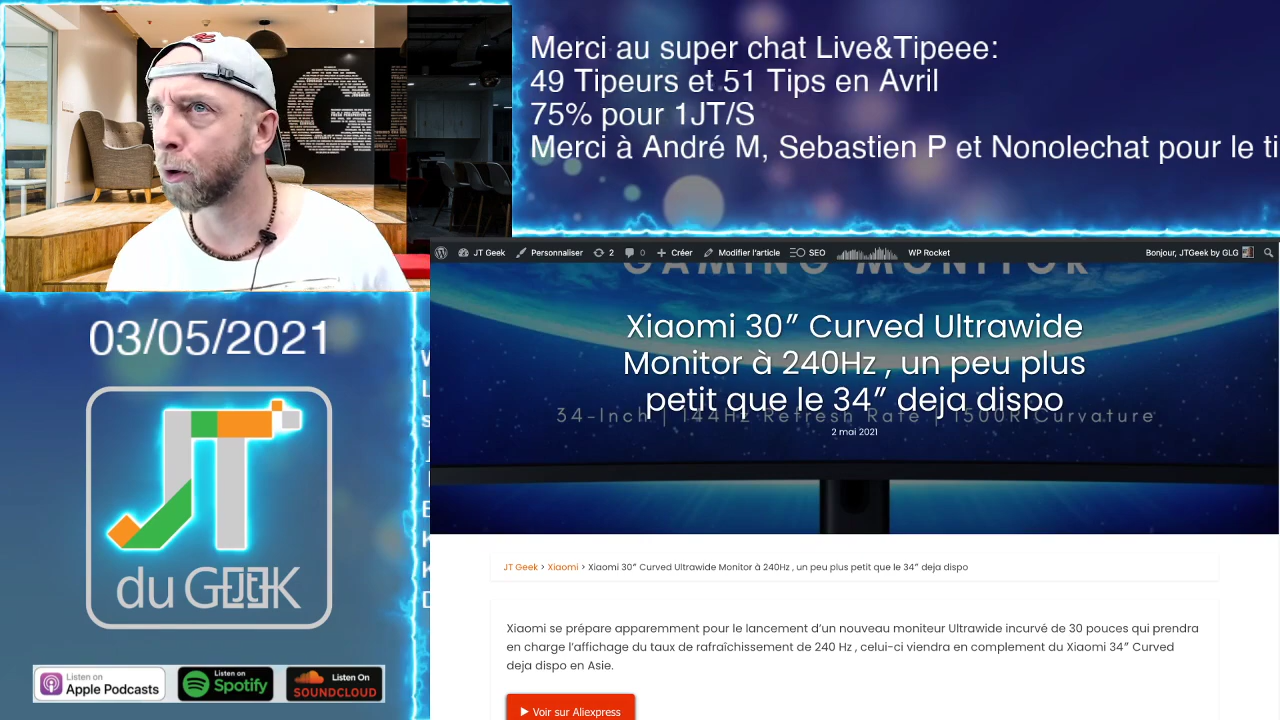 Merci au super chat Live&Tipeee:
49 Tipeurs et 51 Tips en Avril
75% pour 1JT/S
Merci à André M, Sebastien P et Nonolechat pour le ti
JT Geek Personnaliser 2 0 Créer Modifier l'article SEO WP Rocket Bonjour, JTGeek by GLG
GAMING MONITOR
Xiaomi 30″ Curved Ultrawide
Monitor à 240Hz , un peu plus
petit que le 34″ deja dispo
34-Inch | 144Hz Refresh Rate | 1500R Curvature
2 mai 2021
03/05/2021
JT
du GEEK
Listen on
Apple Podcasts
Listen on
Spotify
Listen On
SOUNDCLOUD
JT Geek > Xiaomi > Xiaomi 30″ Curved Ultrawide Monitor à 240Hz , un peu plus petit que le 34″ deja dispo
Xiaomi se prépare apparemment pour le lancement d'un nouveau moniteur Ultrawide incurvé de 30 pouces qui prendra
en charge l'affichage du taux de rafraîchissement de 240 Hz , celui-ci viendra en complement du Xiaomi 34″ Curved
deja dispo en Asie.
Voir sur Aliexpress